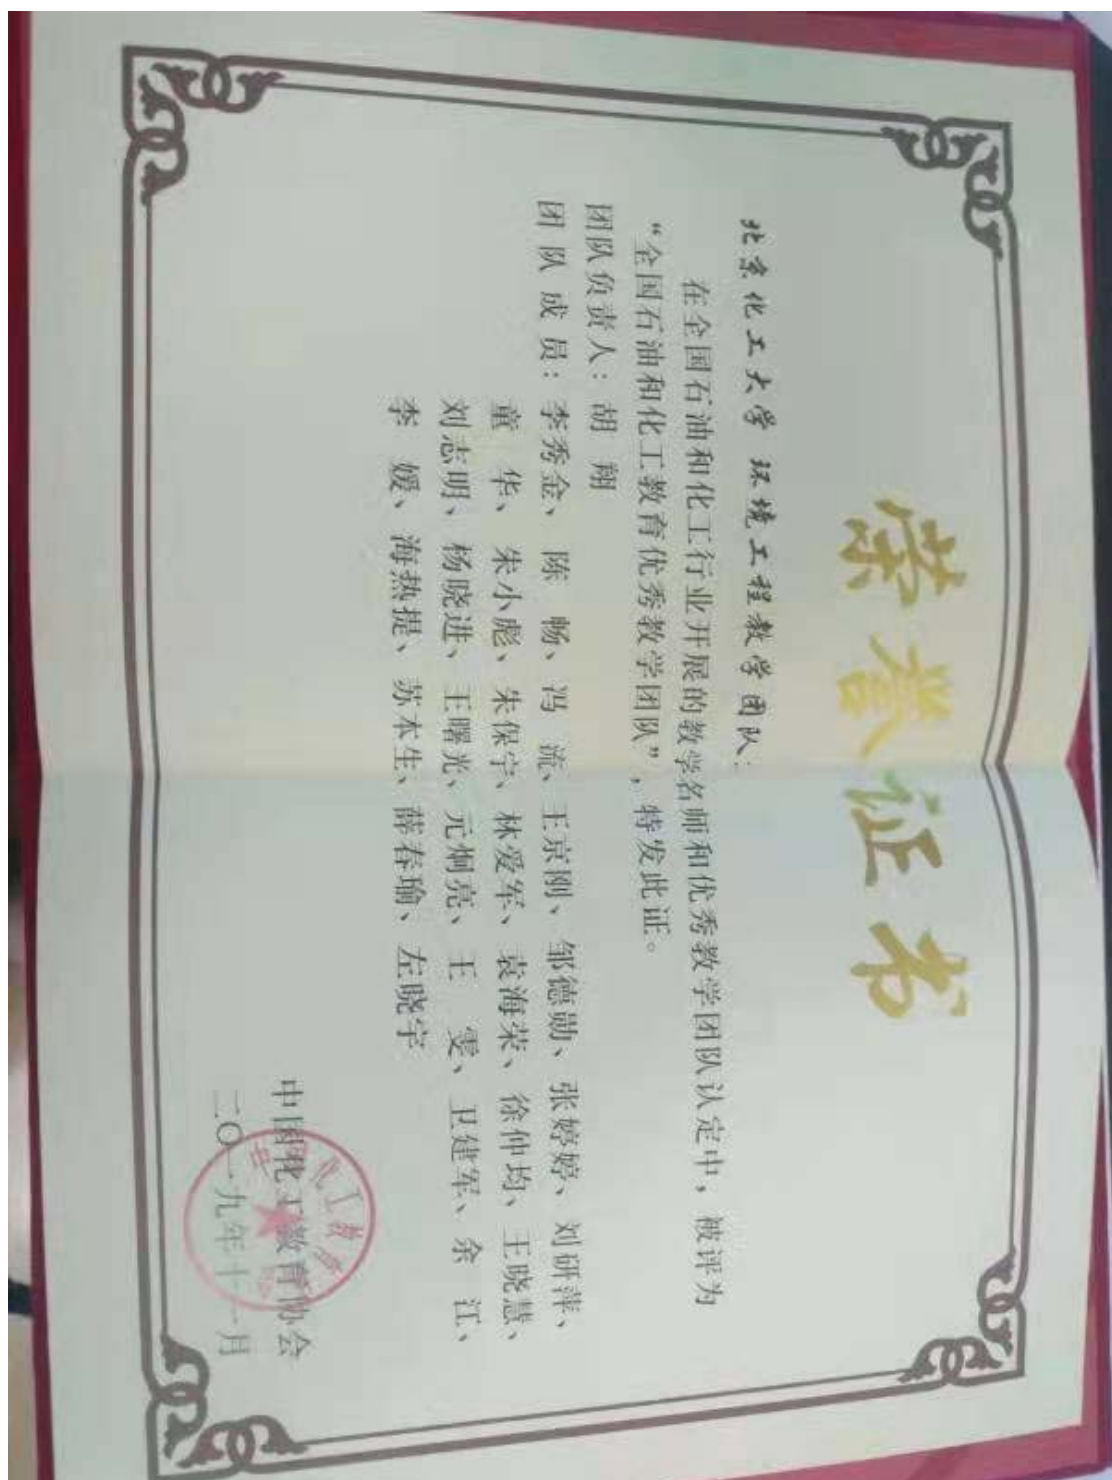 荣誉证书
北京化工大学 环境工程教学团队:
在全国石油和化工行业开展的教学名师和优秀教学团队认定中，被评为
“全国石油和化工教育优秀教学团队”，特发此证。
团队负责人：胡 翔
团 队 成 员：李秀金、陈 畅、冯 流、王京刚、邹德勋、张婷婷、刘研萍、
童 华、朱小彪、朱保宁、林爱军、袁海荣、徐仲均、王晓慧、
刘志明、杨晓进、王曙光、元炯亮、王 雯、卫建军、余 江、
李 媛、海热提、苏本生、薛春瑜、左晓宇
中国化工教育协会
二〇一九年十一月